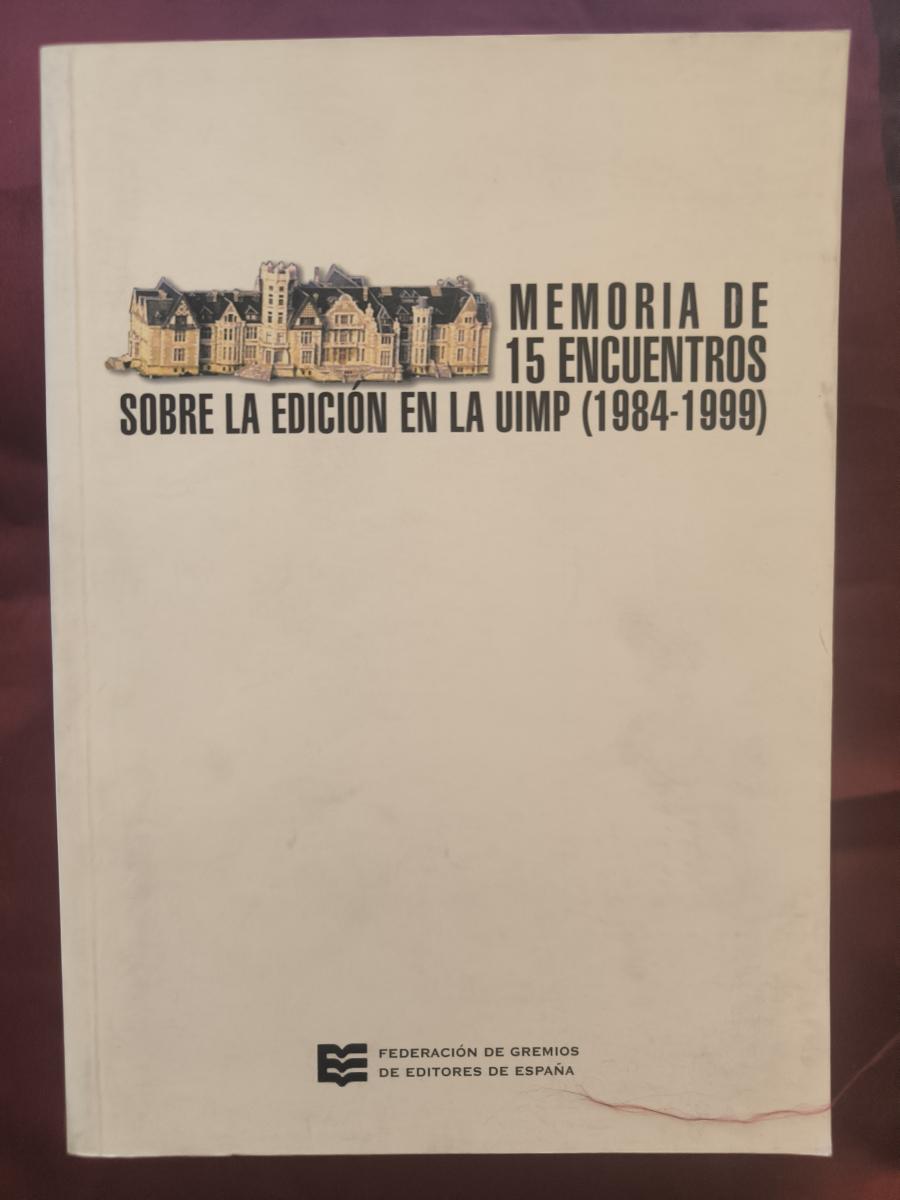 MEMORIA DE
15 ENCUENTROS
SOBRE LA EDICIÓN EN LA UIMP (1984-1999)
FEDERACIÓN DE GREMIOS
DE EDITORES DE ESPAÑA